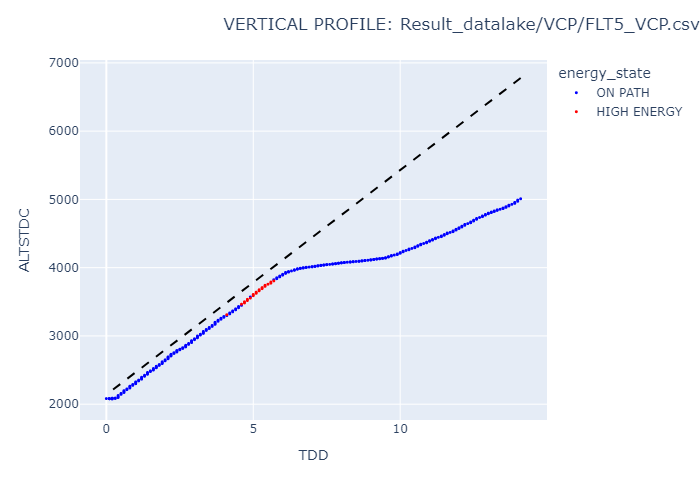 VERTICAL PROFILE: Result_datalake/VCP/FLT5_VCP.csv
energy_state
ON PATH
HIGH ENERGY
ALTSTDC
7000
6000
5000
4000
3000
2000
0
5
10
TDD